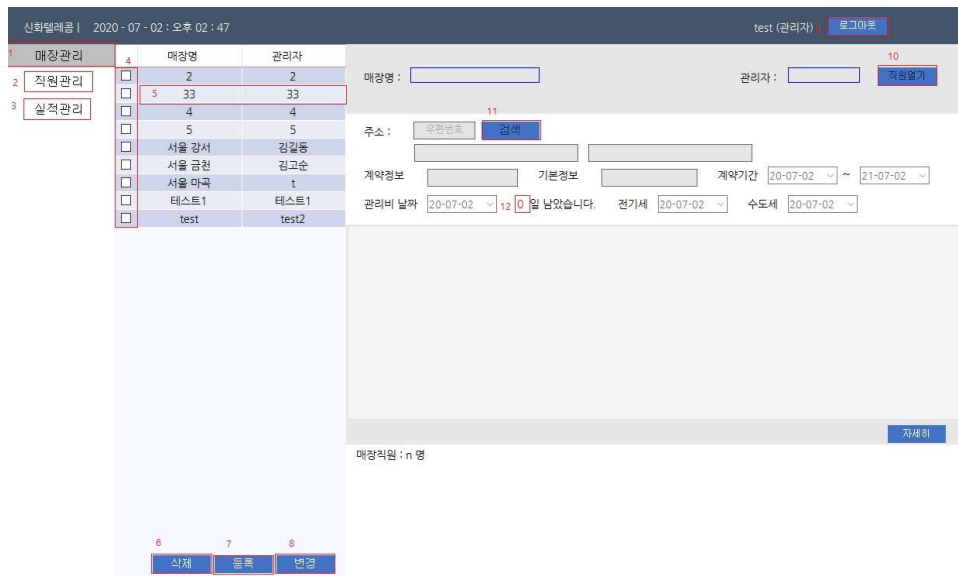 신화텔레콤 | 2020 - 07 - 02 : 오후 02 : 47 test (관리자) 9 로그아웃
1 매장관리
2 직원관리
3 실적관리
4 매장명 관리자
2 2
5 33 33
4 4
5 5
서울 강서 김길동
서울 금천 김고순
서울 마곡 t
테스트1 테스트1
test test2
6 삭제 7 등록 8 변경
매장명 : 관리자 : 10 직원열기
11
주소 : 우편번호 검색
계약정보 기본정보 계약기간 20-07-02 ~ 21-07-02
관리비 날짜 20-07-02 12 0 일 남았습니다. 전기세 20-07-02 수도세 20-07-02
자세히
매장직원 : n 명